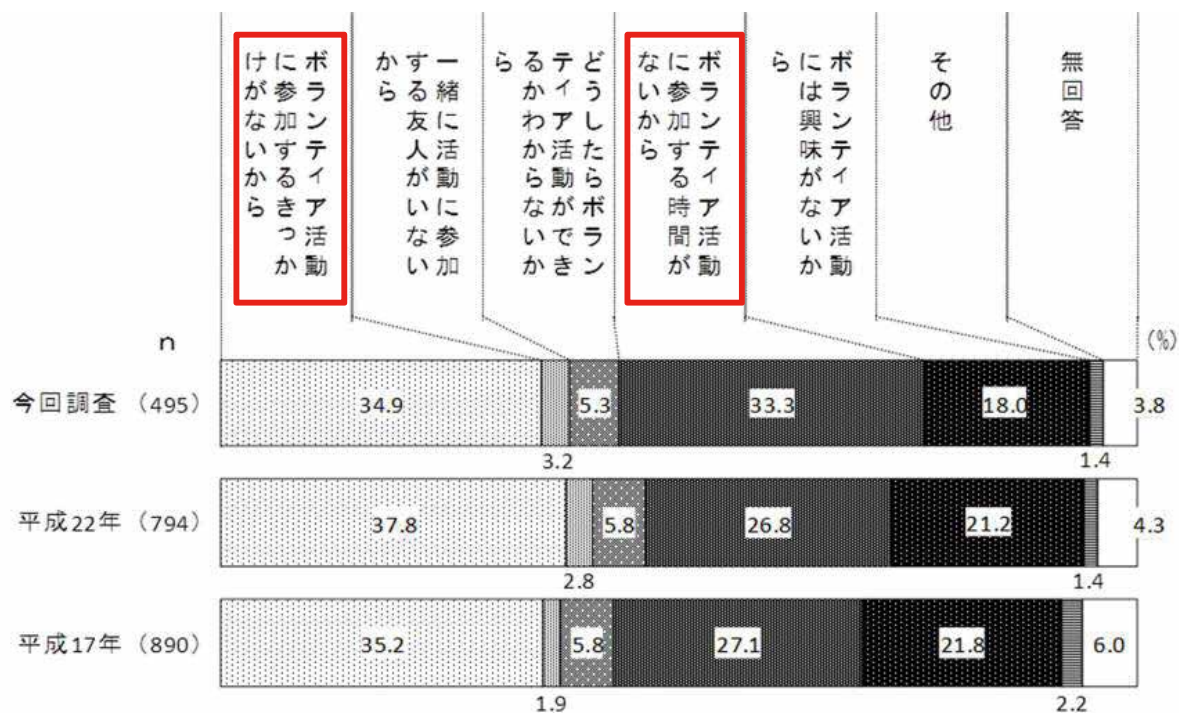 ボランティア活動
に参加するきっか
けがないから
一緒に活動に参加
する友人がいない
から
どうしたらボラン
ティア活動ができ
るかわからないか
ら
ボランティア活動
に参加する時間が
ないから
ボランティア活動
には興味がないか
ら
その他
無回答
n
(%)
今回調査 (495) 34.9 5.3 33.3 18.0 3.8
3.2 1.4
平成22年 (794) 37.8 5.8 26.8 21.2 4.3
2.8 1.4
平成17年 (890) 35.2 5.8 27.1 21.8 6.0
1.9 2.2